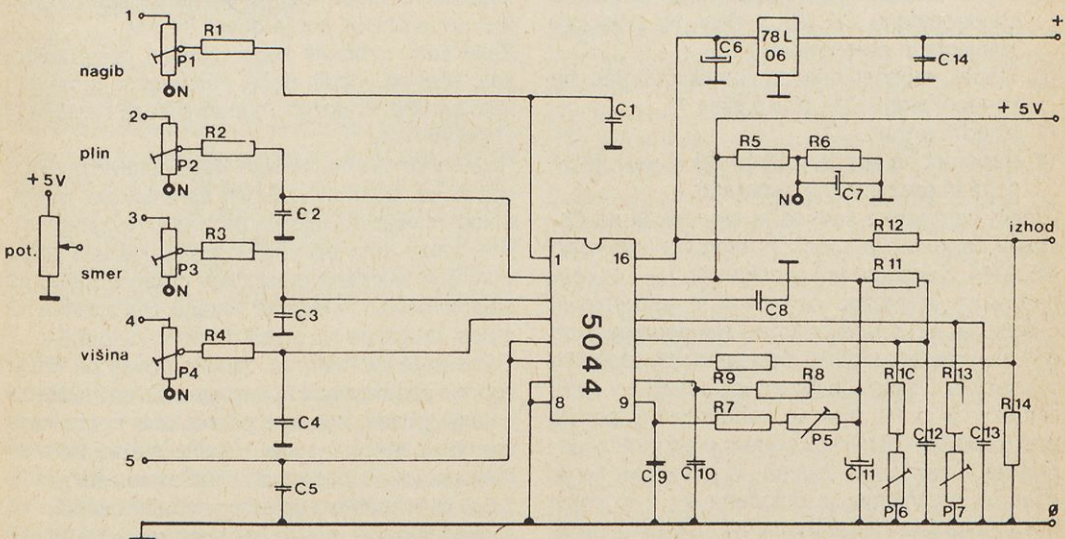 1
R1
P1
nagib
N
2
R2
plin
P2
N
+5V
pot.
3
R3
smer
P3
N
4
R4
višina
P4
N
5
C1
C2
C3
C4
C5
1
16
8
9
5044
C6
78L
06
C14
+
+ 5V
R5
R6
N
C7
R12
izhod
R11
C8
R9
R8
R7
P5
R1C
R13
R14
C9
C10
C11
C12
C13
P6
P7
Ø